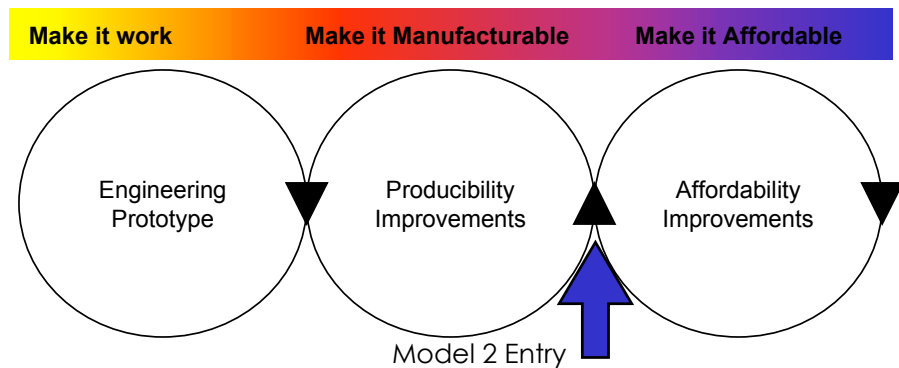 Make it work
Make it Manufacturable
Make it Affordable
Engineering
Prototype
Producibility
Improvements
Affordability
Improvements
Model 2 Entry